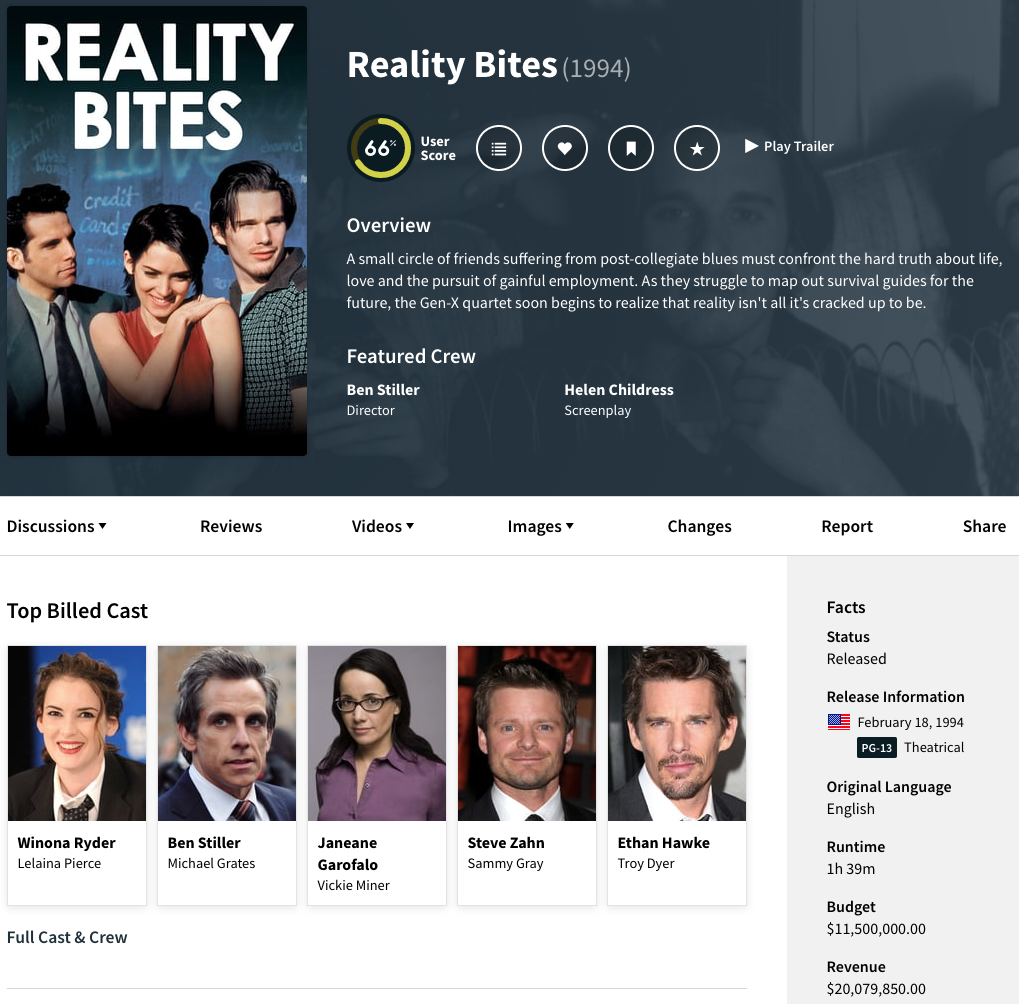 REALITY
BITES
credit
cards
channel
Reality Bites (1994)
66%
User
Score
Play Trailer
Overview
A small circle of friends suffering from post-collegiate blues must confront the hard truth about life,
love and the pursuit of gainful employment. As they struggle to map out survival guides for the
future, the Gen-X quartet soon begins to realize that reality isn't all it's cracked up to be.
Featured Crew
Ben Stiller
Helen Childress
Director
Screenplay
Discussions
Reviews
Videos
Images
Changes
Report
Share
Top Billed Cast
Winona Ryder
Lelaina Pierce
Ben Stiller
Michael Grates
Janeane
Garofalo
Vickie Miner
Steve Zahn
Sammy Gray
Ethan Hawke
Troy Dyer
Full Cast & Crew
Facts
Status
Released
Release Information
February 18, 1994
PG-13 Theatrical
Original Language
English
Runtime
1h 39m
Budget
$11,500,000.00
Revenue
$20,079,850.00